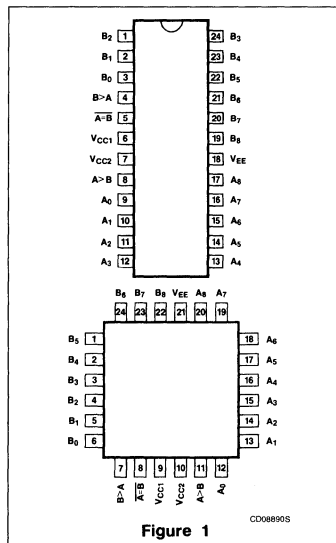 B2 1 24 B3
B1 2 23 B4
B0 3 22 B5
B>A 4 21 B6
A=B 5 20 B7
VCC1 6 19 B8
VCC2 7 18 VEE
A>B 8 17 A8
A0 9 16 A7
A1 10 15 A6
A2 11 14 A5
A3 12 13 A4
B6 B7 B8 VEE A8 A7
24 23 22 21 20 19
B5 1 18 A6
B4 2 17 A5
B3 3 16 A4
B2 4 15 A3
B1 5 14 A2
B0 6 13 A1
7 8 9 10 11 12
B>A A=B VCC1 VCC2 A>B A0
CD08890S
Figure 1